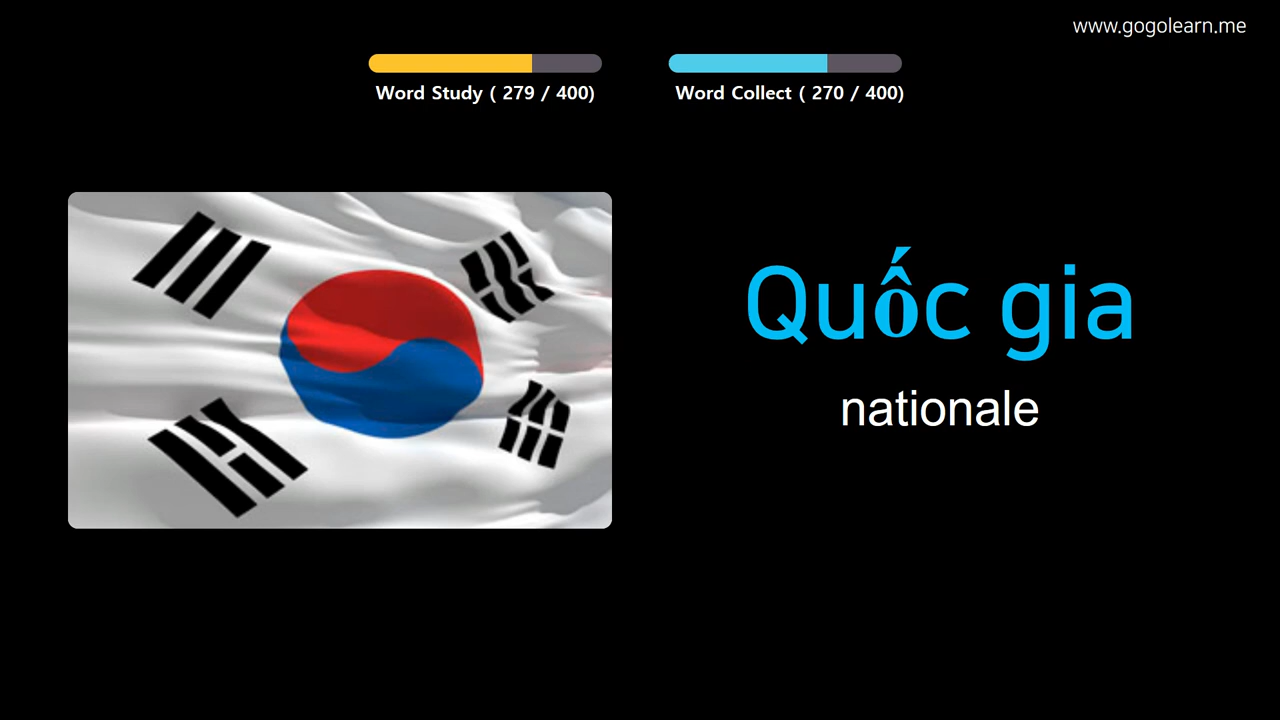 www.gogolearn.me
Word Study ( 279 / 400)
Word Collect ( 270 / 400)
Quốc gia
nationale